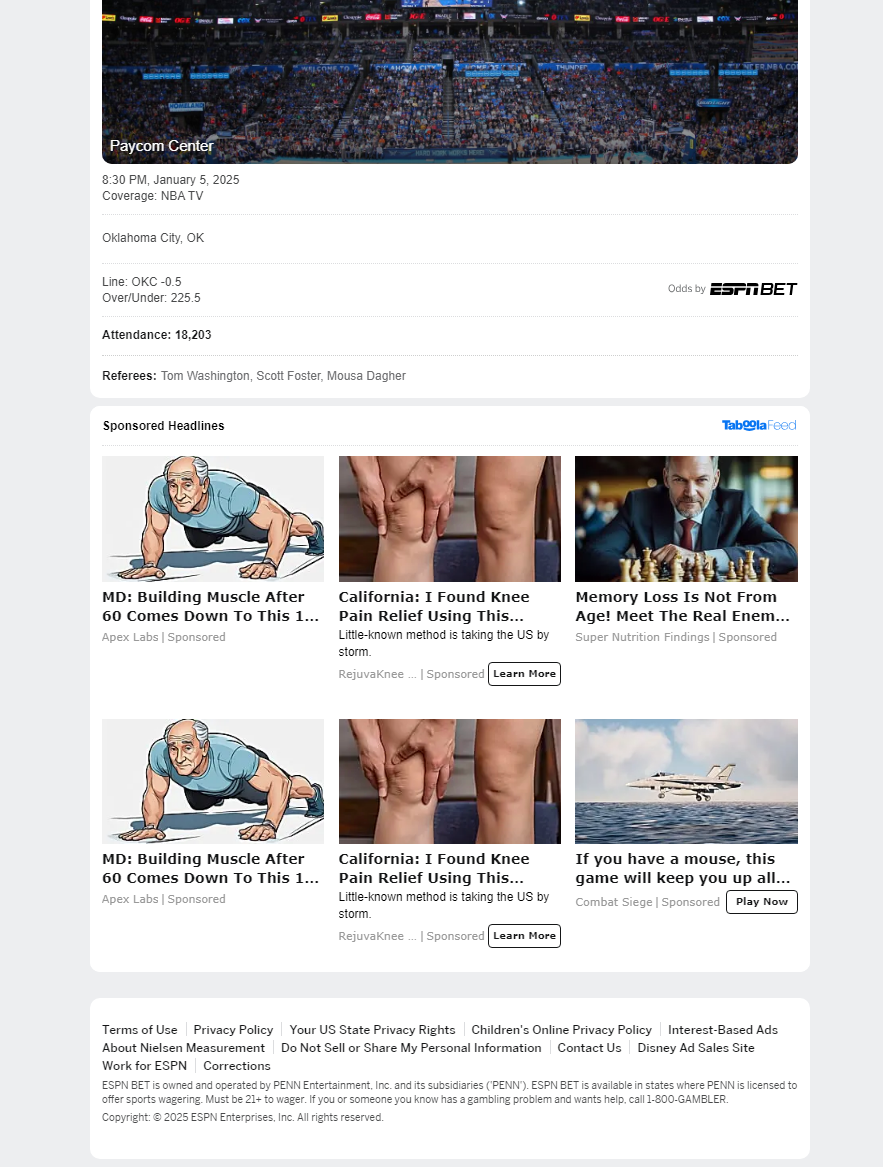 WELCOME TO
OKLAHOMA CITY
THUNDER
HOMELAND
Paycom Center
8:30 PM, January 5, 2025
Coverage: NBA TV
Oklahoma City, OK
Line: OKC -0.5
Over/Under: 225.5
Odds by ESPN BET
Attendance: 18,203
Referees: Tom Washington, Scott Foster, Mousa Dagher
Sponsored Headlines
Taboola Feed
MD: Building Muscle After
60 Comes Down To This 1...
Apex Labs | Sponsored
California: I Found Knee
Pain Relief Using This...
Little-known method is taking the US by
storm.
RejuvaKnee ... | Sponsored
Learn More
Memory Loss Is Not From
Age! Meet The Real Enem...
Super Nutrition Findings | Sponsored
MD: Building Muscle After
60 Comes Down To This 1...
Apex Labs | Sponsored
California: I Found Knee
Pain Relief Using This...
Little-known method is taking the US by
storm.
RejuvaKnee ... | Sponsored
Learn More
If you have a mouse, this
game will keep you up all...
Combat Siege | Sponsored
Play Now
Terms of Use | Privacy Policy | Your US State Privacy Rights | Children's Online Privacy Policy | Interest-Based Ads
About Nielsen Measurement | Do Not Sell or Share My Personal Information | Contact Us | Disney Ad Sales Site
Work for ESPN | Corrections
ESPN BET is owned and operated by PENN Entertainment, Inc. and its subsidiaries ('PENN'). ESPN BET is available in states where PENN is licensed to
offer sports wagering. Must be 21+ to wager. If you or someone you know has a gambling problem and wants help, call 1-800-GAMBLER.
Copyright: © 2025 ESPN Enterprises, Inc. All rights reserved.